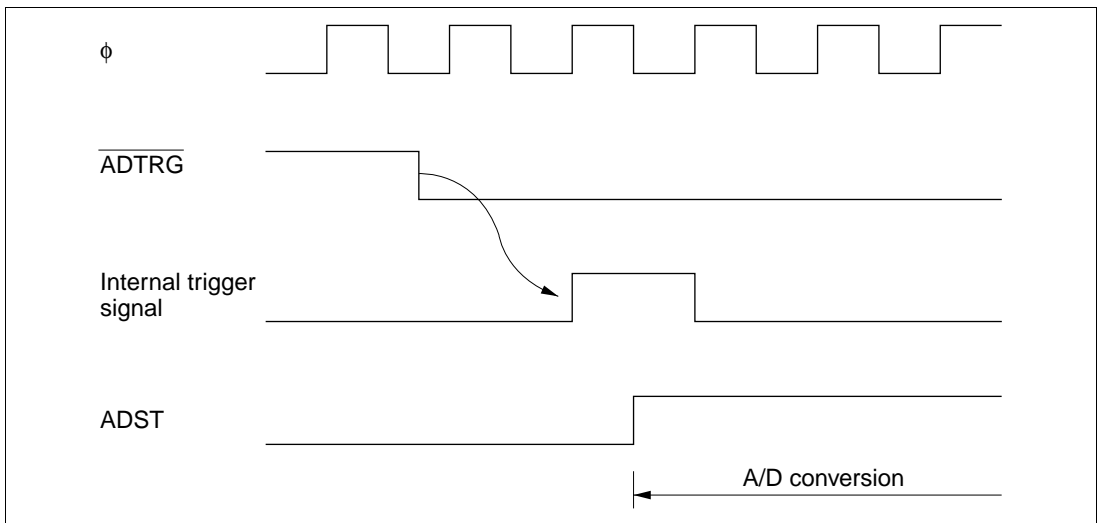 ϕ
ADTRG
Internal trigger
signal
ADST
A/D conversion